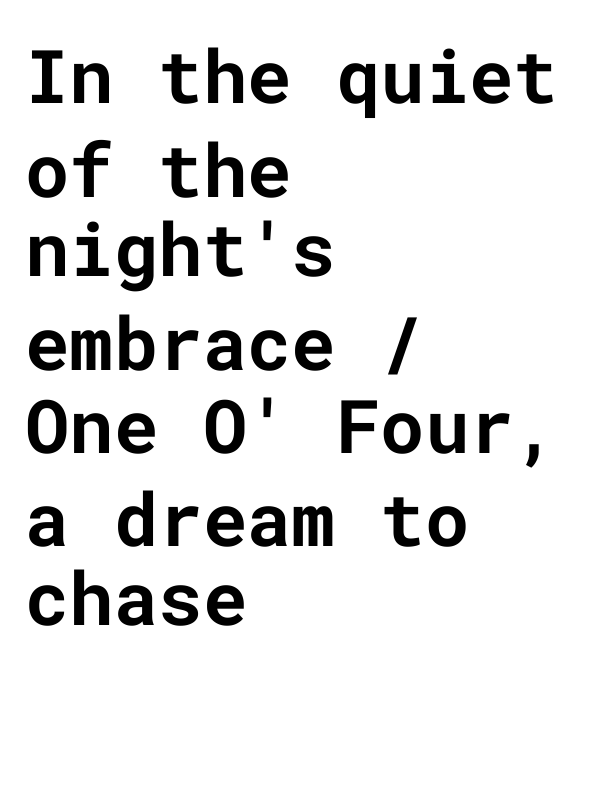 In the quiet
of the
night's
embrace /
One O' Four,
a dream to
chase